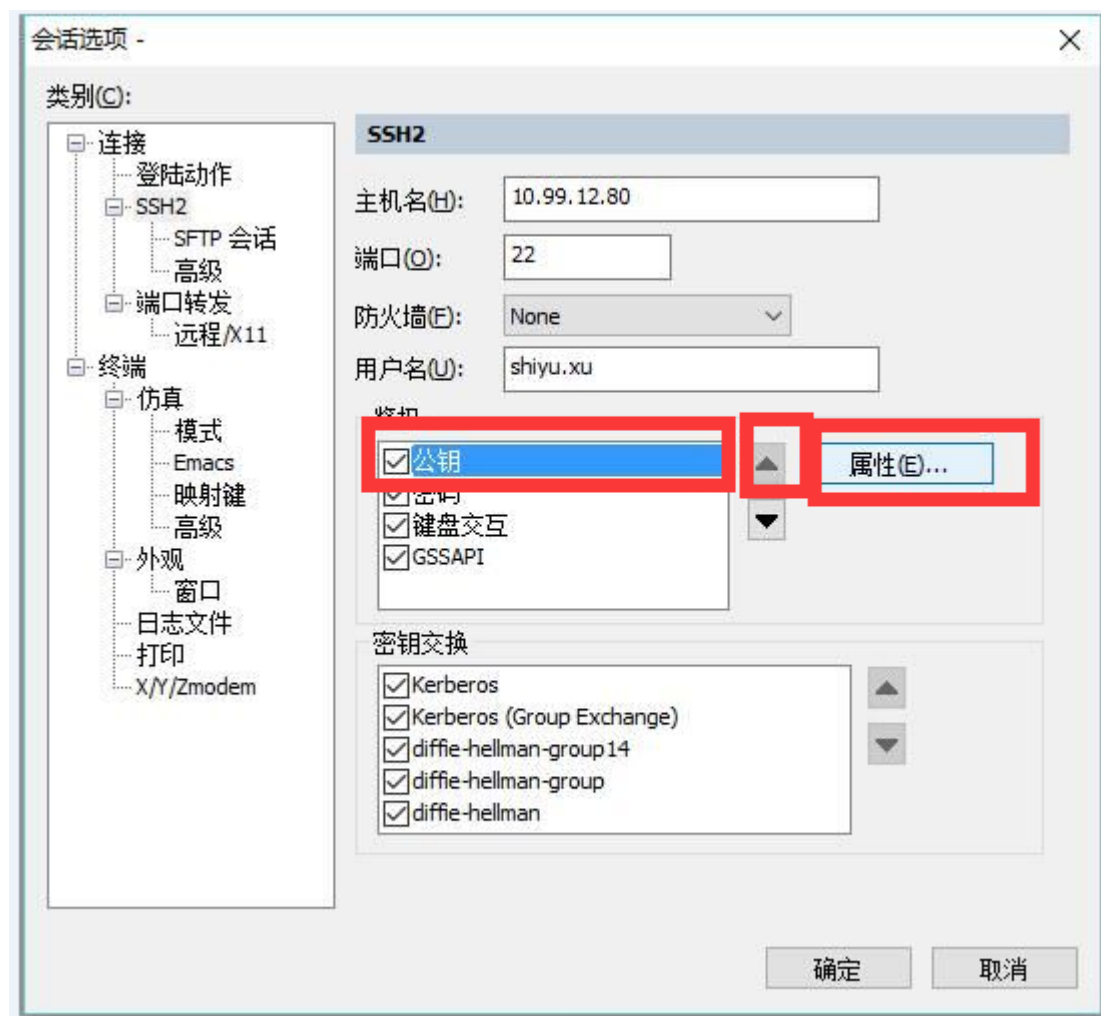 会话选项 -
类别(C):
连接
登陆动作
SSH2
SFTP 会话
高级
端口转发
远程/X11
终端
仿真
模式
Emacs
映射键
高级
外观
窗口
日志文件
打印
X/Y/Zmodem
SSH2
主机名(H): 10.99.12.80
端口(O): 22
防火墙(F): None
用户名(U): shiyu.xu
公钥
属性(E)...
密码
键盘交互
GSSAPI
密钥交换
Kerberos
Kerberos (Group Exchange)
diffie-hellman-group14
diffie-hellman-group
diffie-hellman
确定
取消